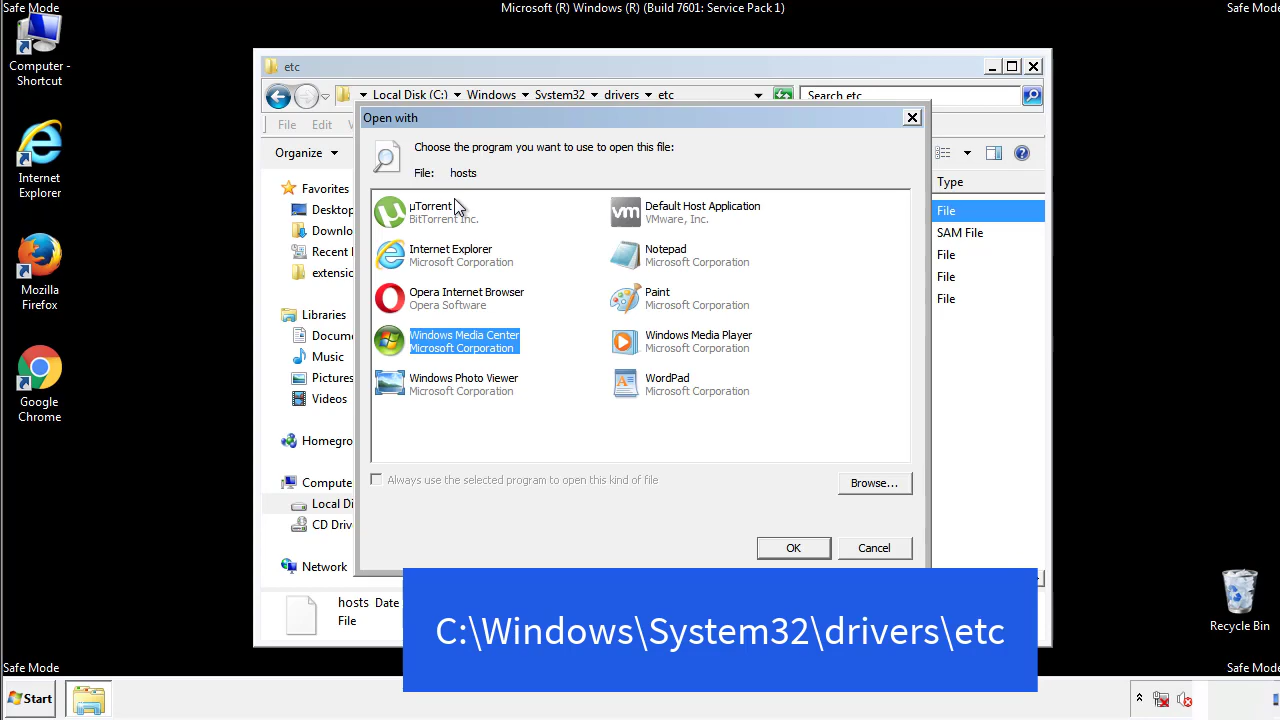 Safe Mode
Microsoft (R) Windows (R) (Build 7601: Service Pack 1)
Safe Mode
Computer -
Shortcut
Internet
Explorer
Mozilla
Firefox
Google
Chrome
etc
Local Disk (C:)
Windows
System32
drivers
etc
Search etc
File
Edit
Organize
Favorites
Desktop
Downlo
Recent
extensio
Libraries
Docume
Music
Pictures
Videos
Homegro
Compute
Local Di
CD Drive
Network
Type
File
SAM File
File
File
File
Open with
Choose the program you want to use to open this file:
File: hosts
µTorrent
BitTorrent Inc.
Default Host Application
VMware, Inc.
Internet Explorer
Microsoft Corporation
Notepad
Microsoft Corporation
Opera Internet Browser
Opera Software
Paint
Microsoft Corporation
Windows Media Center
Microsoft Corporation
Windows Media Player
Microsoft Corporation
Windows Photo Viewer
Microsoft Corporation
WordPad
Microsoft Corporation
Always use the selected program to open this kind of file
Browse...
OK
Cancel
hosts Date
File
C:\Windows\System32\drivers\etc
Recycle Bin
Safe Mode
Safe Mode
Start